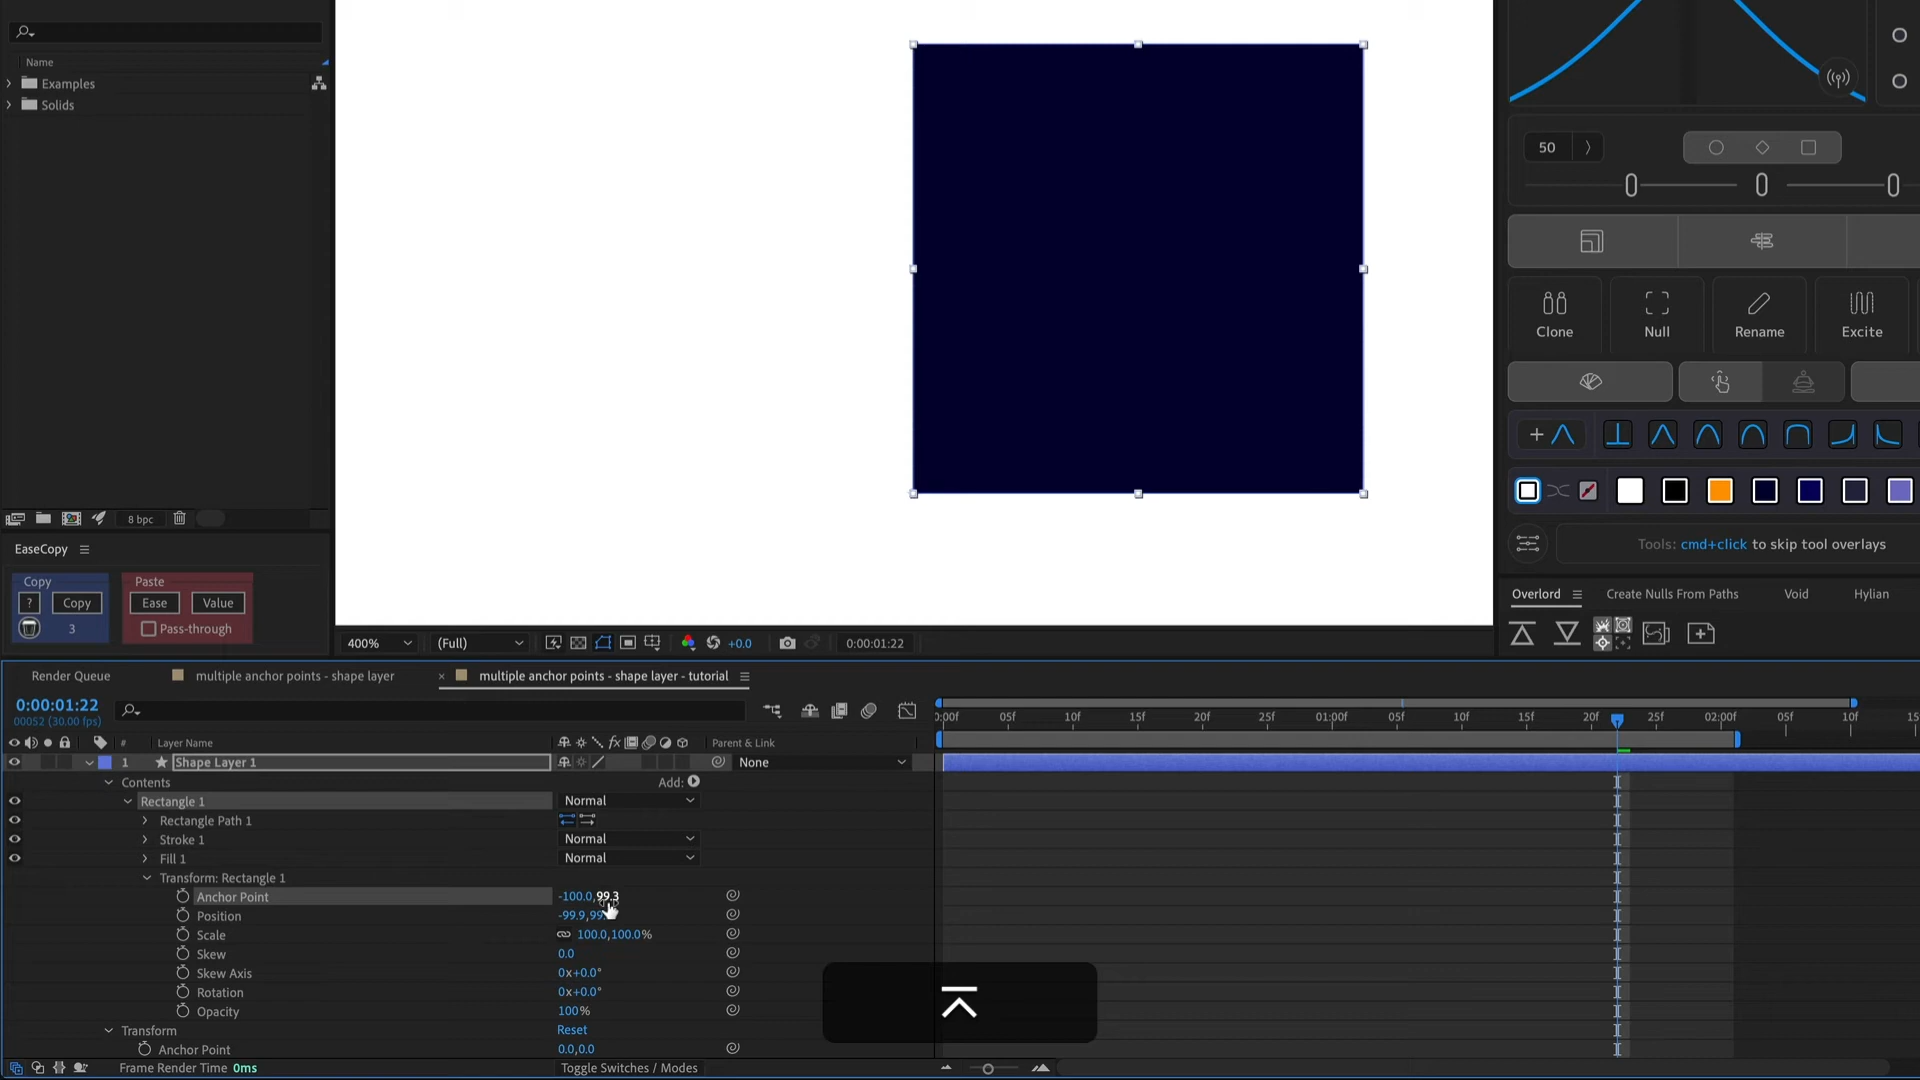 Name
Examples
Solids
8 bpc
EaseCopy
Copy
Paste
? Copy
Ease
Value
3
Pass-through
400%
(Full)
+0.0
0:00:01:22
50
Clone
Null
Rename
Excite
Tools: cmd+click to skip tool overlays
Overlord
Create Nulls From Paths
Void
Hylian
Render Queue
multiple anchor points - shape layer
× multiple anchor points - shape layer - tutorial
0:00:01:22
00052 (30.00 fps)
:00f 05f 10f 15f 20f 25f 01:00f 05f 10f 15f 20f 25f 02:00f 05f 10f 15
# Layer Name
fx
Parent & Link
1 Shape Layer 1
None
Contents
Add:
Rectangle 1
Normal
Rectangle Path 1
Stroke 1
Normal
Fill 1
Normal
Transform: Rectangle 1
Anchor Point
-100.0,99.3
Position
-99.9,99.
Scale
100.0,100.0%
Skew
0.0
Skew Axis
0x+0.0°
Rotation
0x+0.0°
Opacity
100%
Transform
Reset
Anchor Point
0.0,0.0
Frame Render Time 0ms
Toggle Switches / Modes